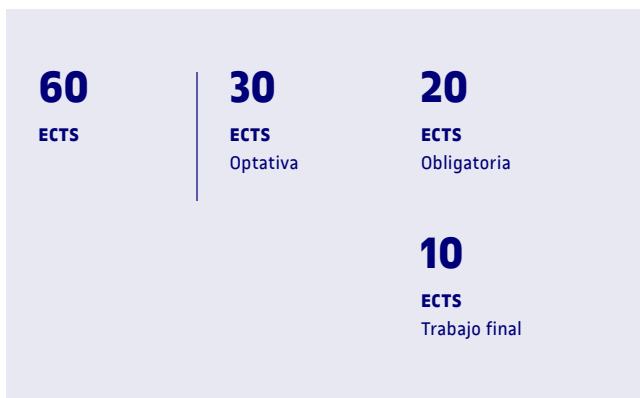 60
ECTS
30
ECTS
Optativa
20
ECTS
Obligatoria
10
ECTS
Trabajo final